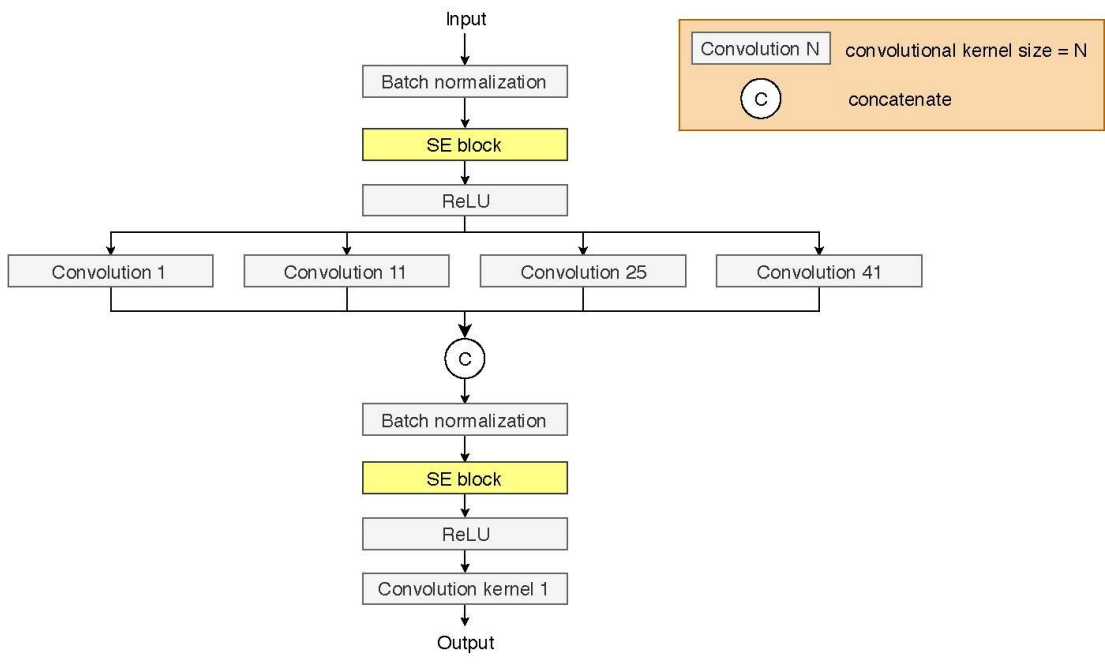 Input
Convolution N convolutional kernel size = N
C concatenate
Batch normalization
SE block
ReLU
Convolution 1 Convolution 11 Convolution 25 Convolution 41
C
Batch normalization
SE block
ReLU
Convolution kernel 1
Output